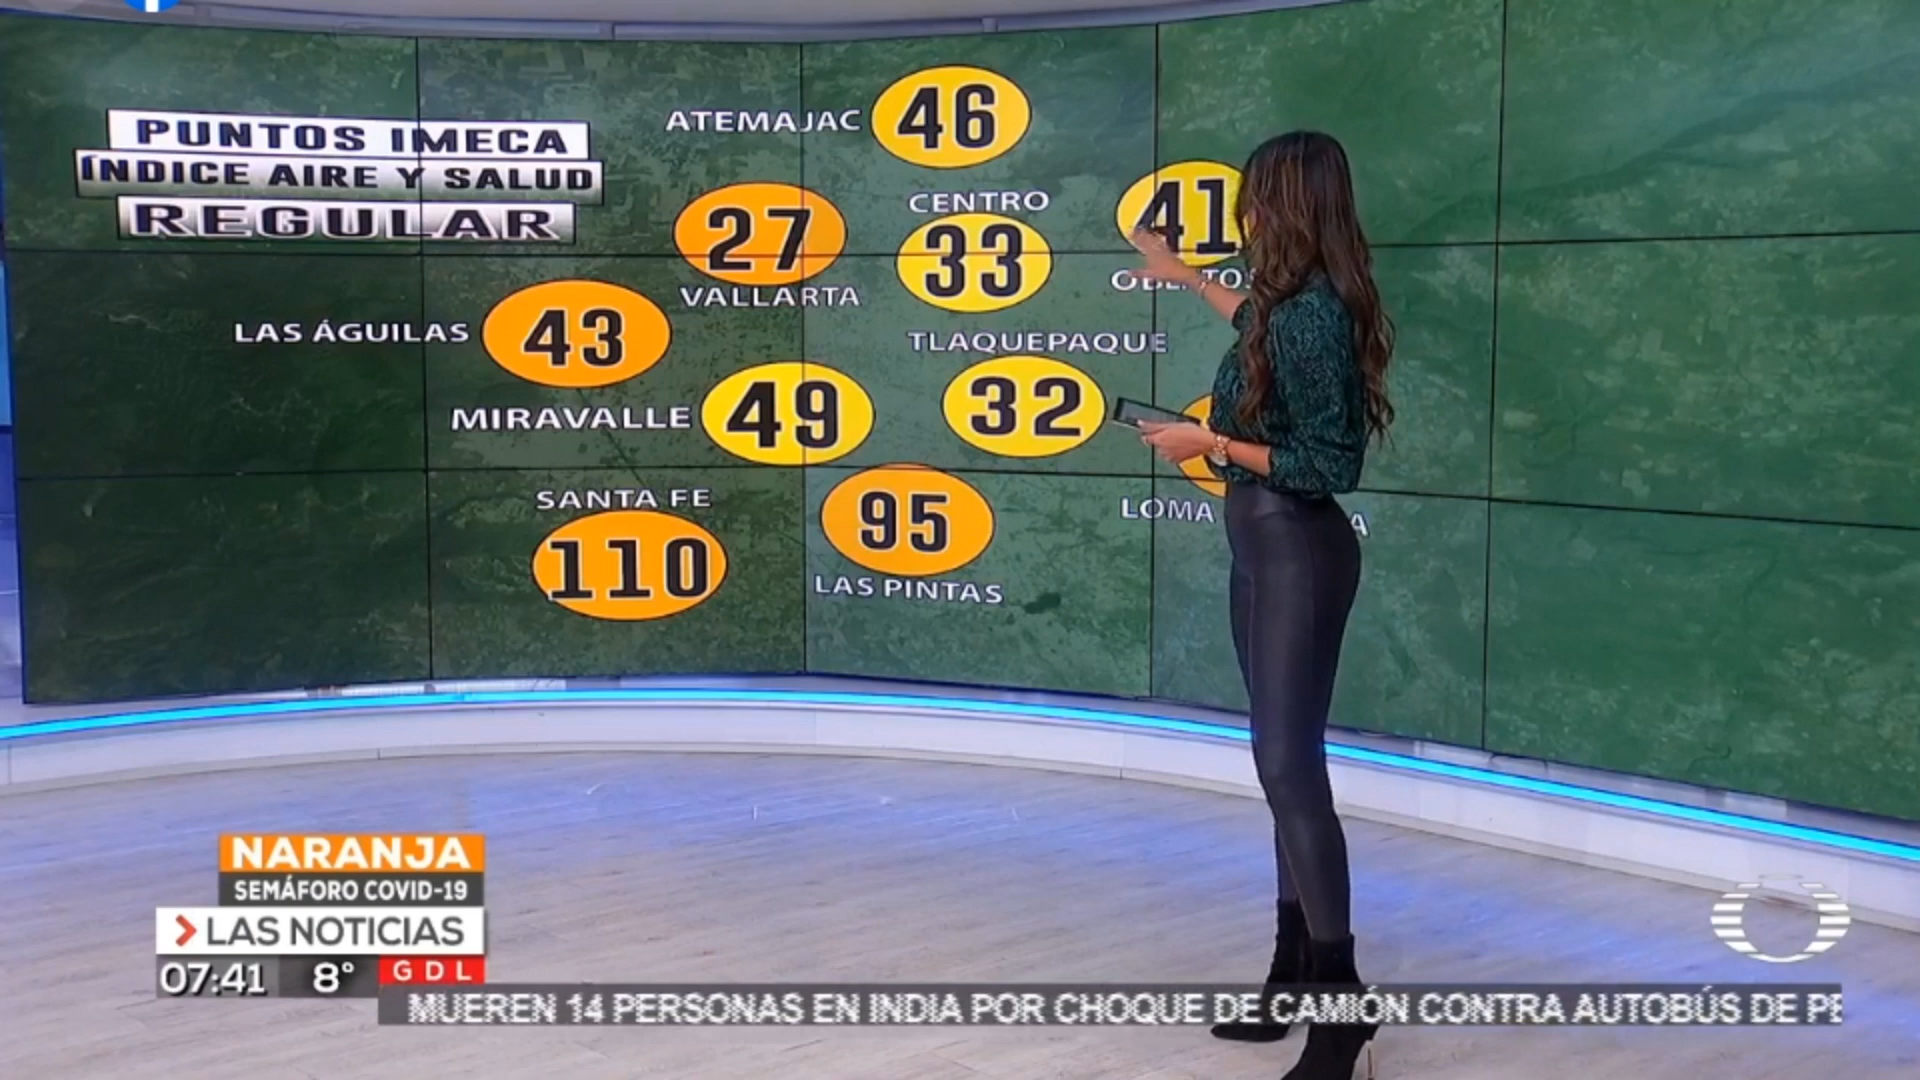 PUNTOS IMECA
ÍNDICE AIRE Y SALUD
REGULAR
ATEMAJAC 46
27
VALLARTA
CENTRO
33
41
LAS ÁGUILAS 43
TLAQUEPAQUE
32
MIRAVALLE 49
SANTA FE
110
95
LAS PINTAS
LOMA
NARANJA
SEMÁFORO COVID-19
LAS NOTICIAS
07:41 8° GDL
MUEREN 14 PERSONAS EN INDIA POR CHOQUE DE CAMIÓN CONTRA AUTOBÚS DE PE